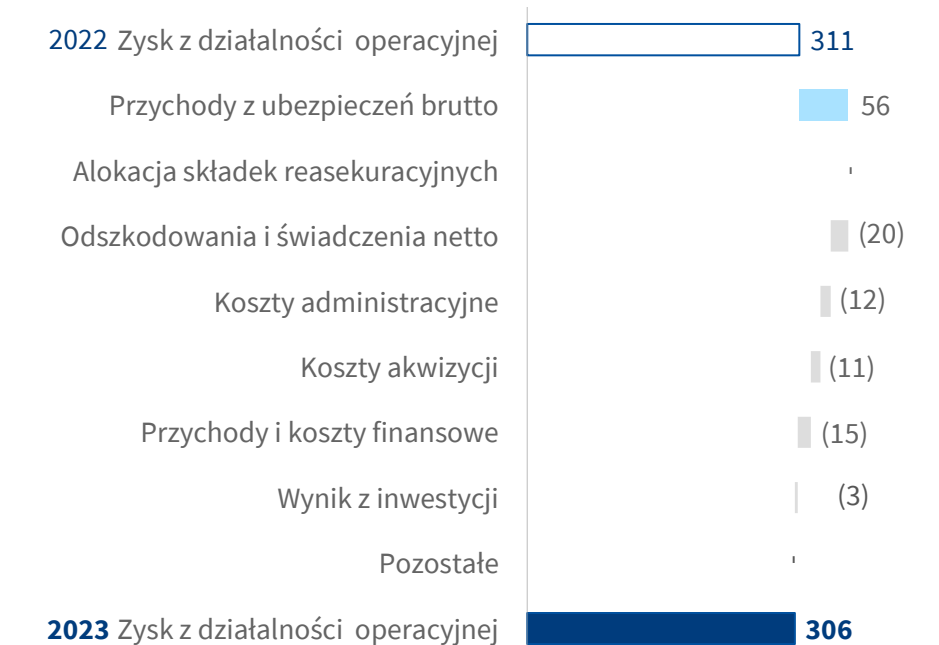 2022 Zysk z działalności operacyjnej 311
Przychody z ubezpieczeń brutto 56
Alokacja składek reasekuracyjnych -
Odszkodowania i świadczenia netto (20)
Koszty administracyjne (12)
Koszty akwizycji (11)
Przychody i koszty finansowe (15)
Wynik z inwestycji (3)
Pozostałe -
2023 Zysk z działalności operacyjnej 306